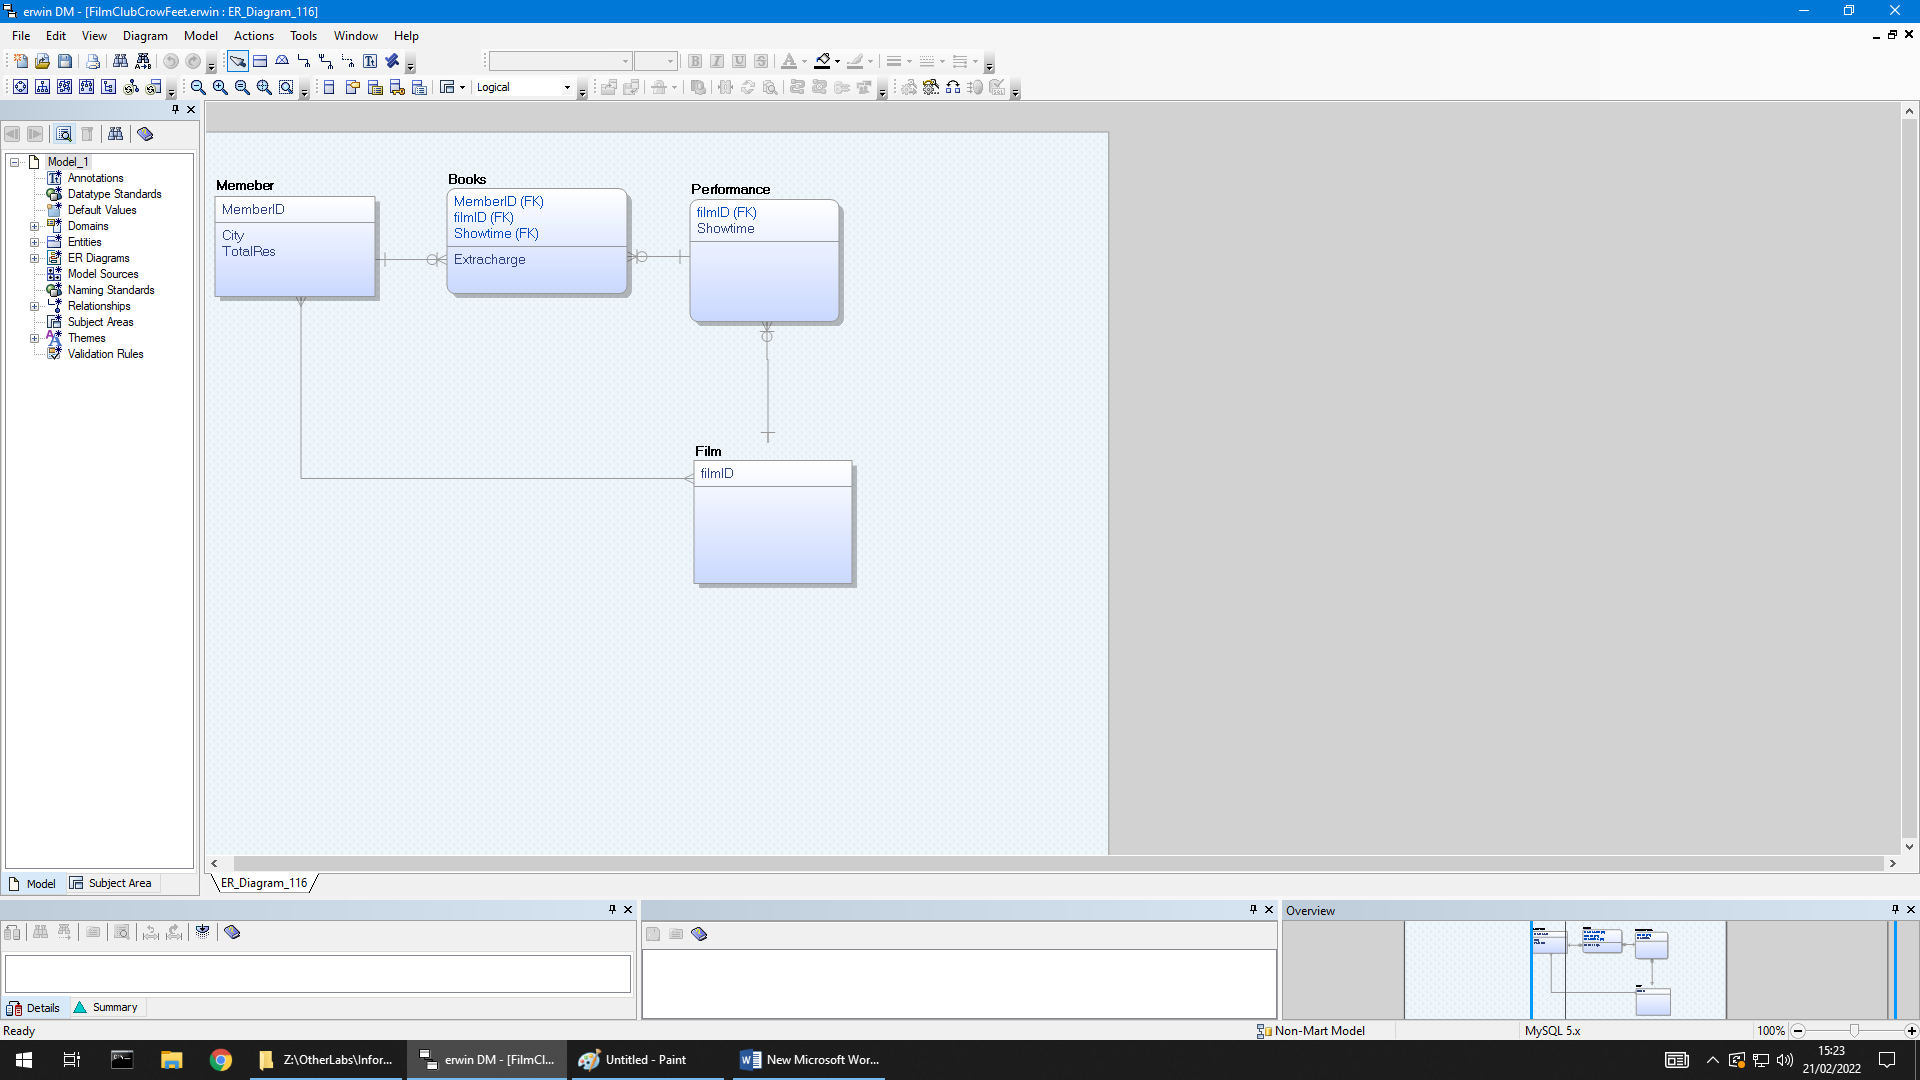 erwin DM - [FilmClubCrowFeet.erwin : ER_Diagram_116]
File Edit View Diagram Model Actions Tools Window Help
Logical
Model_1
Annotations
Datatype Standards
Default Values
Domains
Entities
ER Diagrams
Model Sources
Naming Standards
Relationships
Subject Areas
Themes
Validation Rules
Memeber
MemberID
City
TotalRes
Books
MemberID (FK)
filmID (FK)
Showtime (FK)
Extracharge
Performance
filmID (FK)
Showtime
Film
filmID
Model Subject Area
ER_Diagram_116
Overview
Details Summary
Ready
Non-Mart Model
MySQL 5.x
100%
Z:\OtherLabs\Infor...
erwin DM - [FilmCl...
Untitled - Paint
New Microsoft Wor...
15:23
21/02/2022